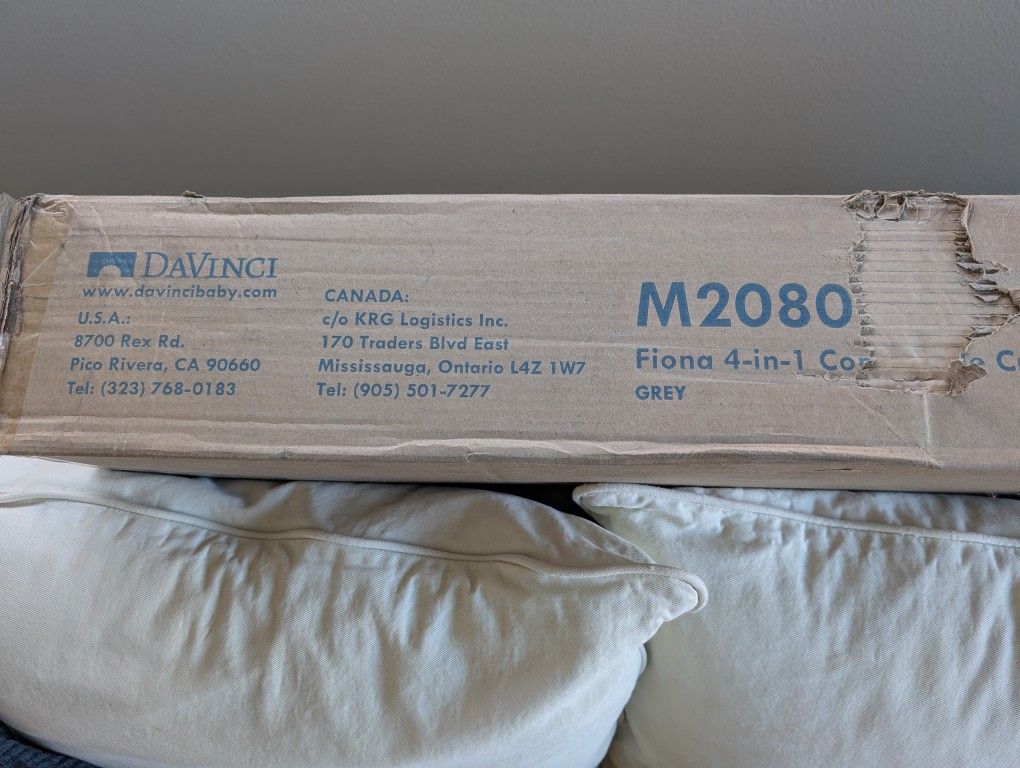 DAVINCI
www.davincibaby.com
U.S.A.:
8700 Rex Rd.
Pico Rivera, CA 90660
Tel: (323) 768-0183
CANADA:
c/o KRG Logistics Inc.
170 Traders Blvd East
Mississauga, Ontario L4Z 1W7
Tel: (905) 501-7277
M2080
Fiona 4-in-1
GREY